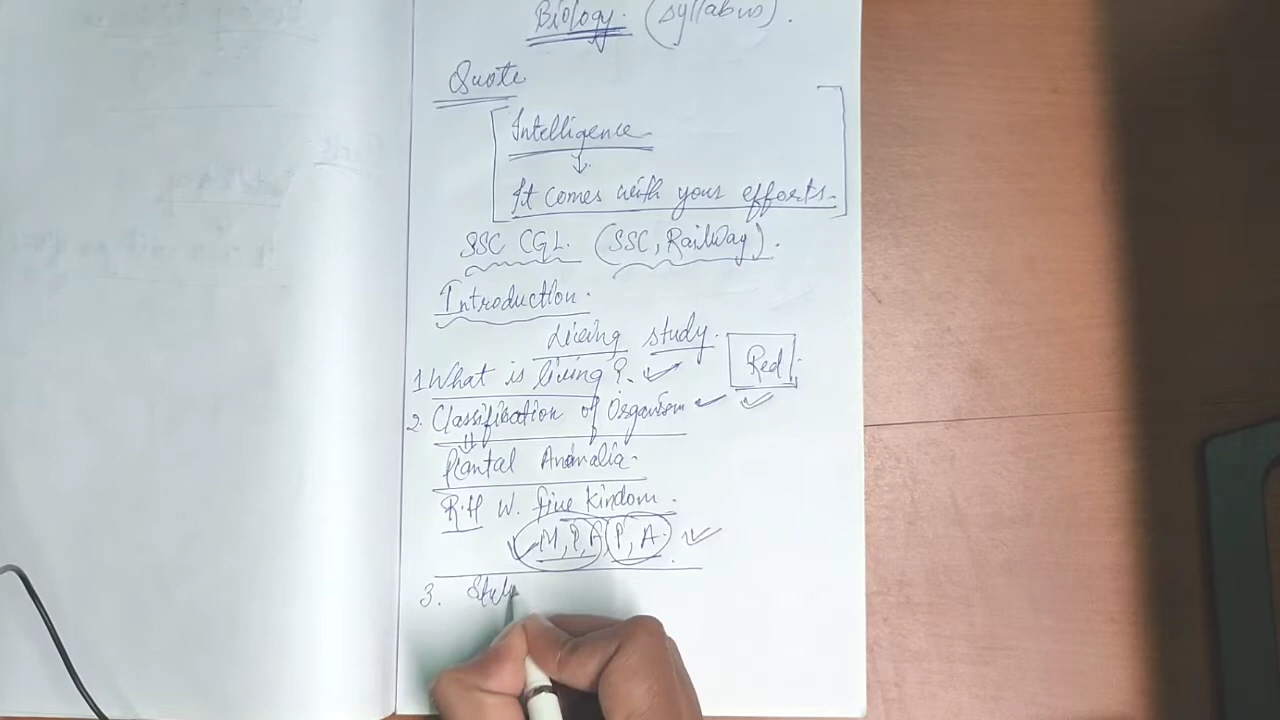 Biology. (Syllabus).
Quote
Intelligence
↓
It comes with your efforts.
SSC CGL. (SSC, Railway).
Introduction.
Living study.
1. What is living?
Red.
2. Classification of Organism
Plantal Animalia.
R.H W. five Kindom.
M, P, A P, A.
3.